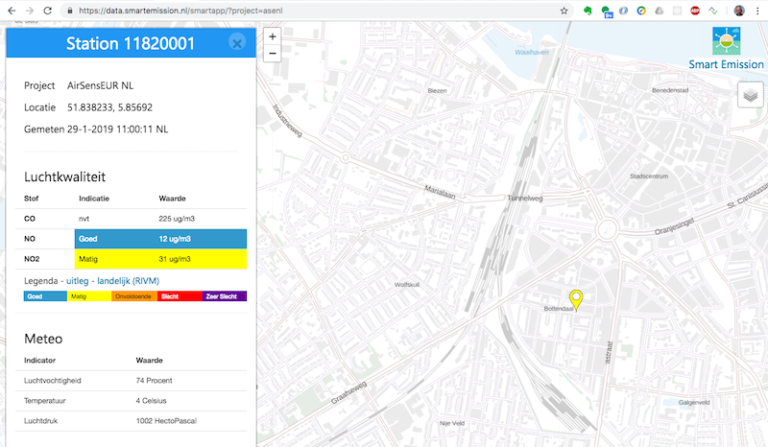 https://data.smartemission.nl/smartapp/?project=asenl
Station 11820001
Project AirSensEUR NL
Locatie 51.838233, 5.85692
Gemeten 29-1-2019 11:00:11 NL
Luchtkwaliteit
Stof Indicatie Waarde
CO nvt 225 ug/m3
NO Goed 12 ug/m3
NO2 Matig 31 ug/m3
Legenda - uitleg - landelijk (RIVM)
Goed Matig Onvoldoende Slecht Zeer Slecht
Meteo
Indicator Waarde
Luchtvochtigheid 74 Procent
Temperatuur 4 Celsius
Luchtdruk 1002 HectoPascal
+
−
Smart Emission
Waalhaven
Biezen
Benedenstad
Industrieweg
Stadscentrum
Marialaan
Tunnelweg
St. Canisiussingel
Oranjesingel
Wolfskuil
Bottendaal
Graafseweg
Galgenveld
Nije Veld